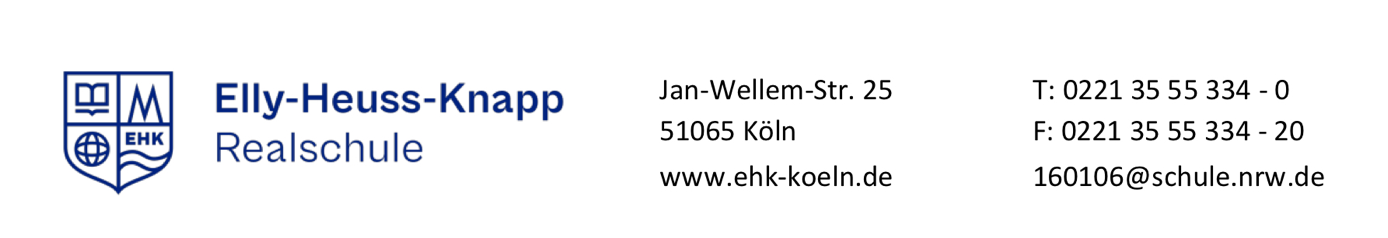 EHK
Elly-Heuss-Knapp
Realschule
Jan-Wellem-Str. 25
51065 Köln
www.ehk-koeln.de
T: 0221 35 55 334 - 0
F: 0221 35 55 334 - 20
160106@schule.nrw.de